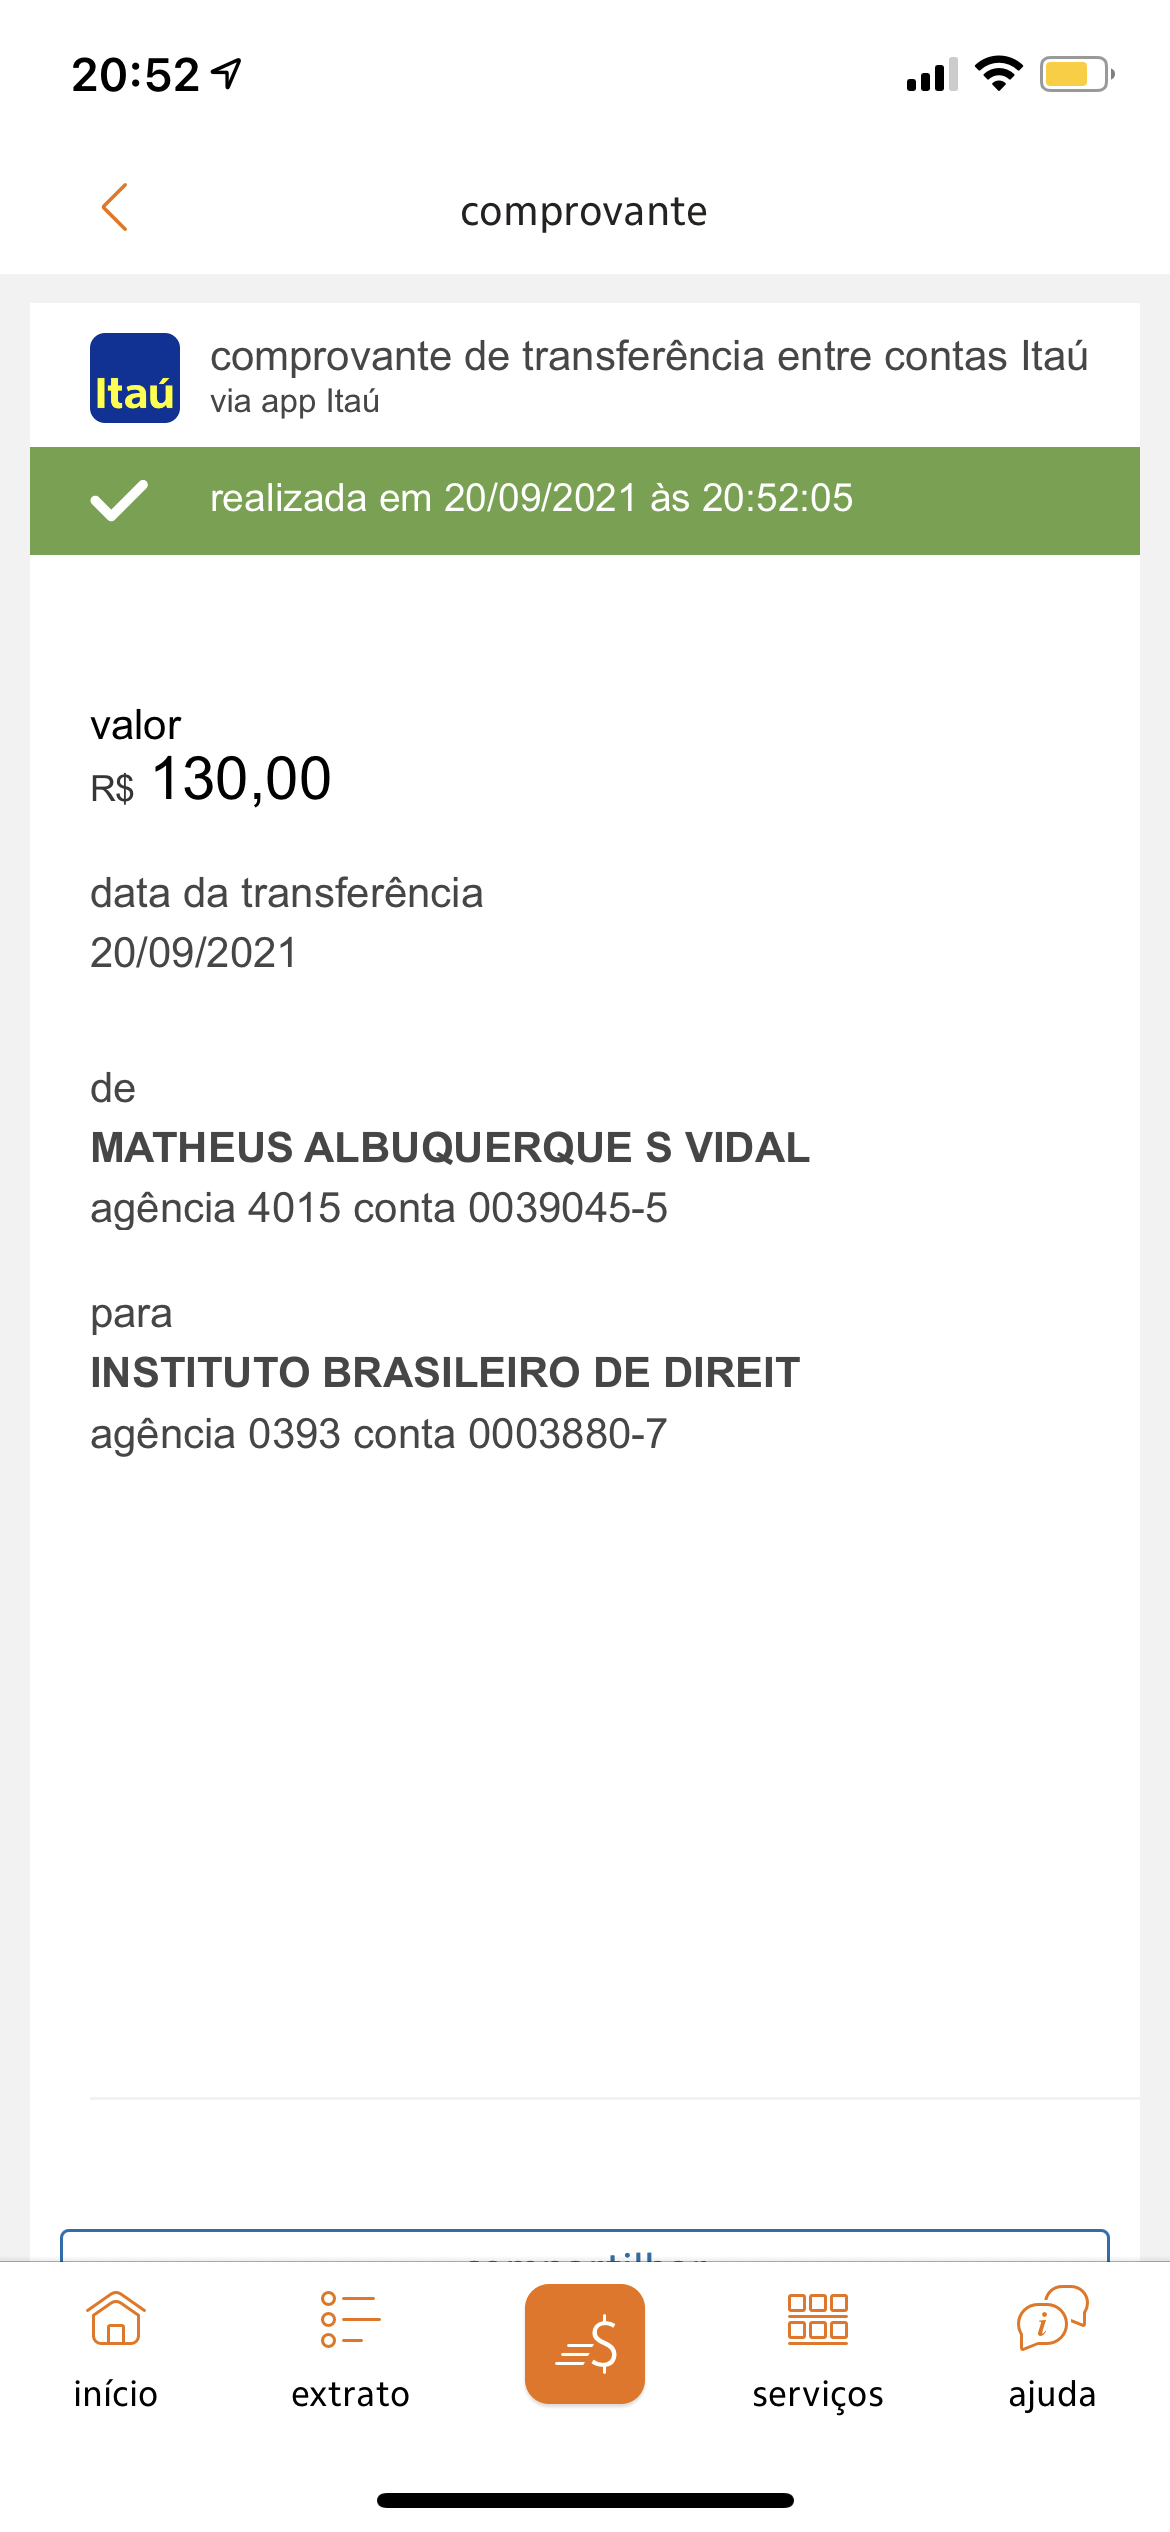 20:52
comprovante
Itaú
comprovante de transferência entre contas Itaú
via app Itaú
realizada em 20/09/2021 às 20:52:05
valor
R$ 130,00
data da transferência
20/09/2021
de
MATHEUS ALBUQUERQUE S VIDAL
agência 4015 conta 0039045-5
para
INSTITUTO BRASILEIRO DE DIREIT
agência 0393 conta 0003880-7
compartilhar
início
extrato
serviços
ajuda